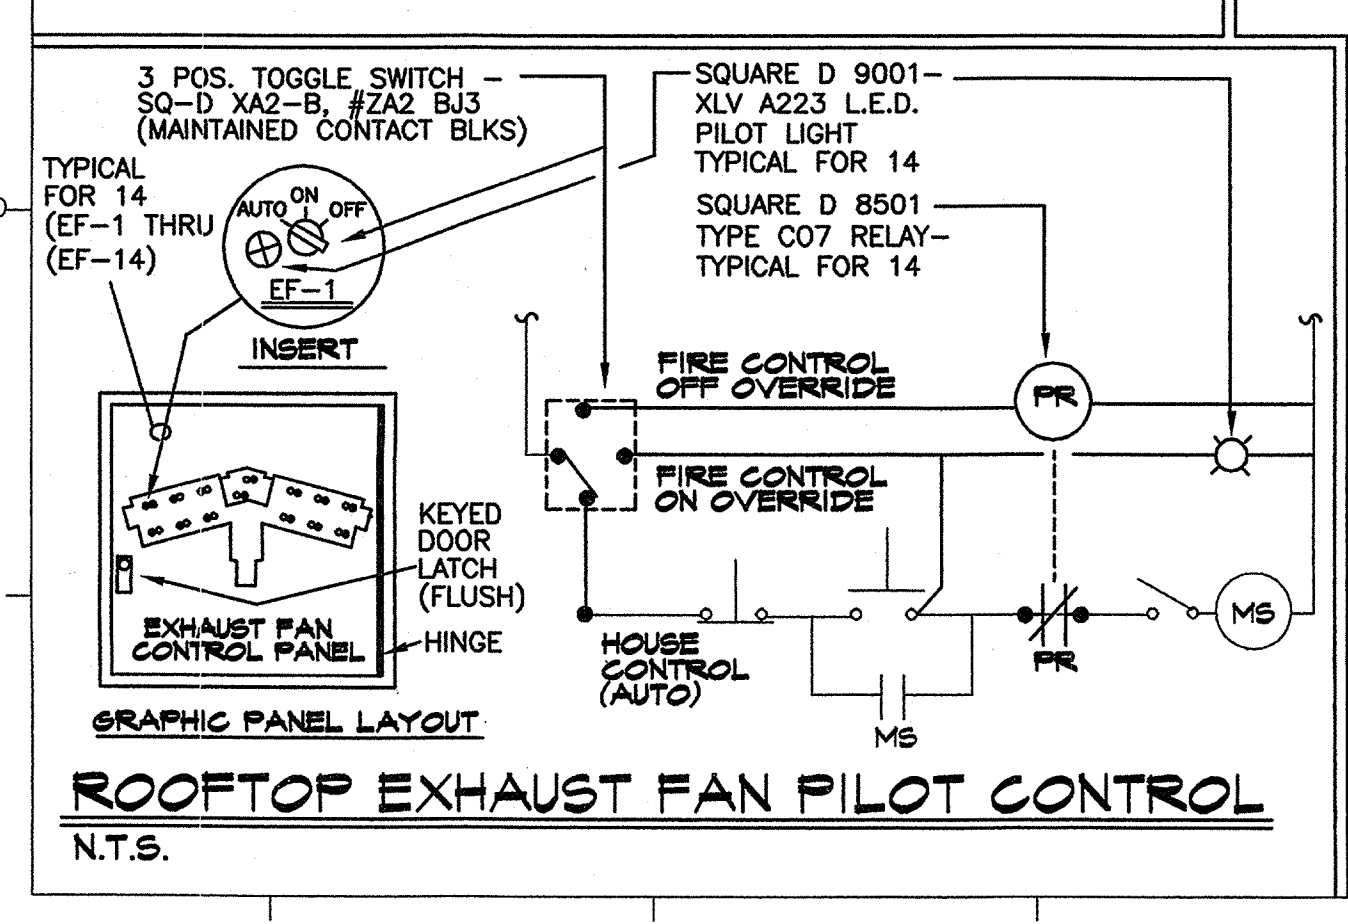 3 POS. TOGGLE SWITCH –
SQ–D XA2–B, #ZA2 BJ3
(MAINTAINED CONTACT BLKS)
SQUARE D 9001–
XLV A223 L.E.D.
PILOT LIGHT
TYPICAL FOR 14
TYPICAL
FOR 14
(EF–1 THRU
(EF–14)
AUTO ON OFF
EF–1
INSERT
SQUARE D 8501
TYPE CO7 RELAY–
TYPICAL FOR 14
FIRE CONTROL
OFF OVERRIDE
PR
FIRE CONTROL
ON OVERRIDE
KEYED
DOOR
LATCH
(FLUSH)
EXHAUST FAN
CONTROL PANEL
HINGE
HOUSE
CONTROL
(AUTO)
MS
PR
MS
GRAPHIC PANEL LAYOUT
ROOFTOP EXHAUST FAN PILOT CONTROL
N.T.S.